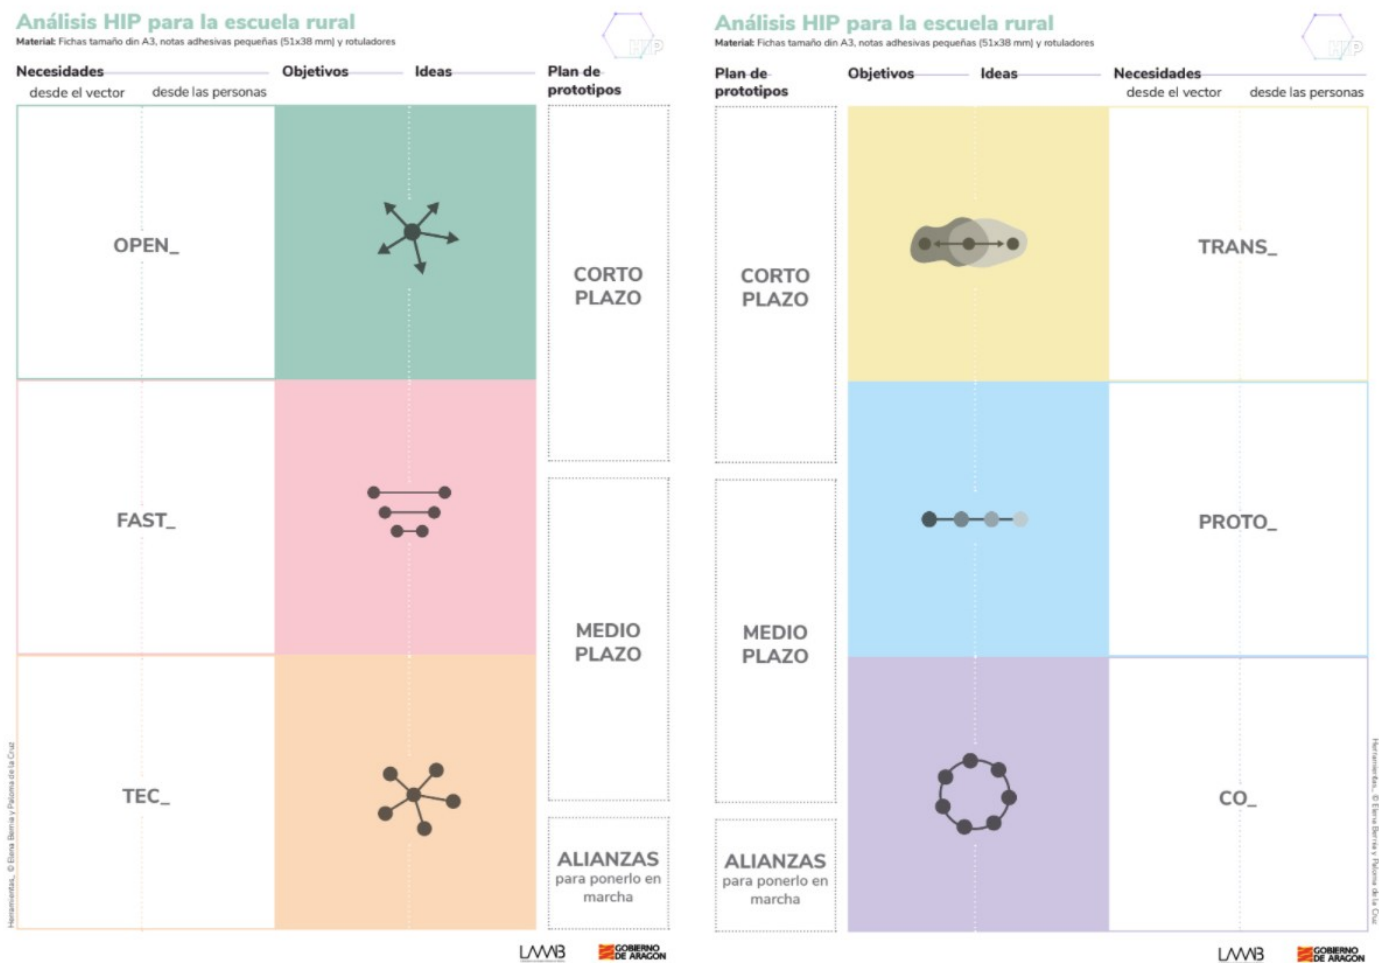 Análisis HIP para la escuela rural
Material: Fichas tamaño din A3, notas adhesivas pequeñas (51x38 mm) y rotuladores
HIP
Necesidades
desde el vector
desde las personas
Objetivos
Ideas
Plan de
prototipos
OPEN_
FAST_
TEC_
CORTO
PLAZO
MEDIO
PLAZO
ALIANZAS
para ponerlo en
marcha
Herramientas_ © Elena Bernia y Paloma de la Cruz
LAAAB
GOBIERNO
DE ARAGON
Análisis HIP para la escuela rural
Material: Fichas tamaño din A3, notas adhesivas pequeñas (51x38 mm) y rotuladores
HIP
Plan de
prototipos
Objetivos
Ideas
Necesidades
desde el vector
desde las personas
CORTO
PLAZO
MEDIO
PLAZO
ALIANZAS
para ponerlo en
marcha
TRANS_
PROTO_
CO_
Herramientas_ © Elena Bernia y Paloma de la Cruz
LAAAB
GOBIERNO
DE ARAGON